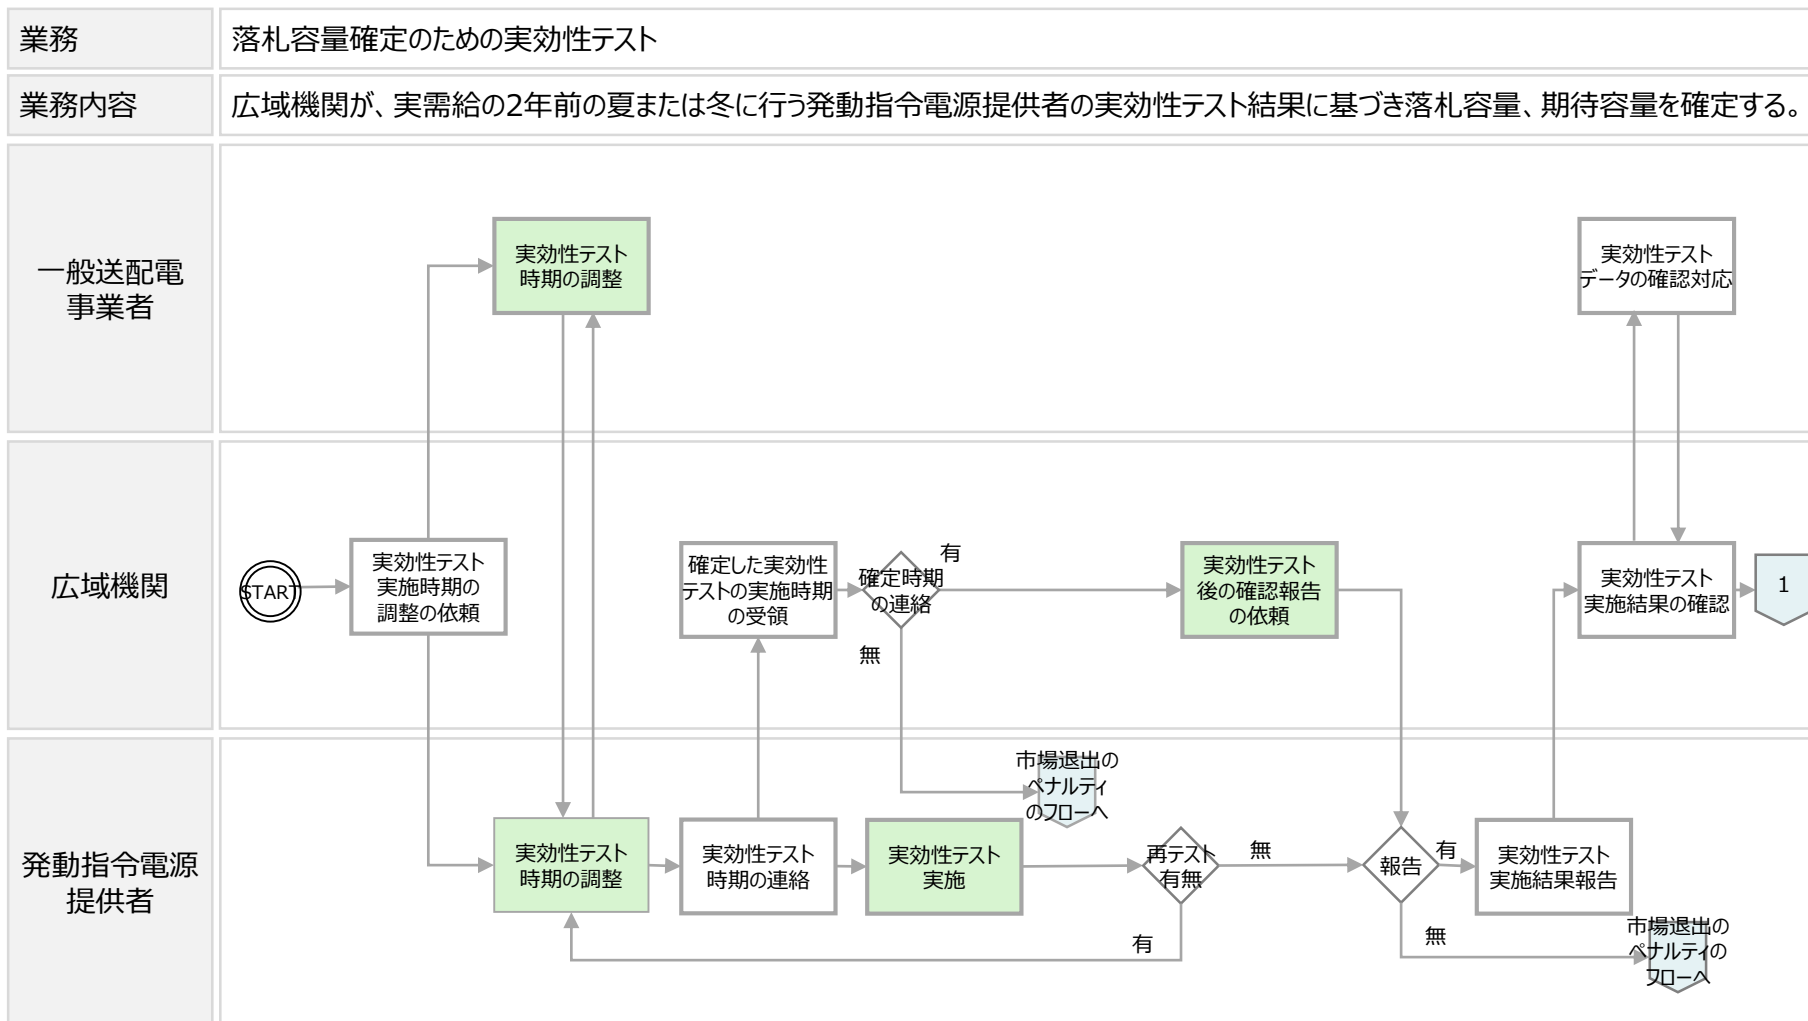 業務
落札容量確定のための実効性テスト
業務内容
広域機関が、実需給の2年前の夏または冬に行う発動指令電源提供者の実効性テスト結果に基づき落札容量、期待容量を確定する。
一般送配電
事業者
実効性テスト
時期の調整
実効性テスト
データの確認対応
広域機関
START
実効性テスト
実施時期の
調整の依頼
確定した実効性
テストの実施時期
の受領
確定時期
の連絡
有
無
実効性テスト
後の確認報告
の依頼
実効性テスト
実施結果の確認
1
発動指令電源
提供者
実効性テスト
時期の調整
実効性テスト
時期の連絡
市場退出の
ペナルティ
のフローへ
実効性テスト
実施
再テスト
有無
無
有
報告
有
無
実効性テスト
実施結果報告
市場退出の
ペナルティの
フローへ